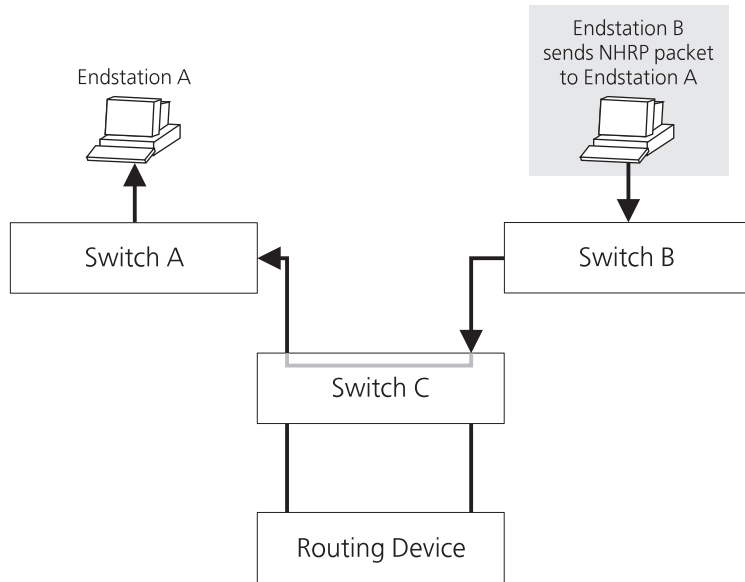 Endstation A
Endstation B
sends NHRP packet
to Endstation A
Switch A
Switch B
Switch C
Routing Device